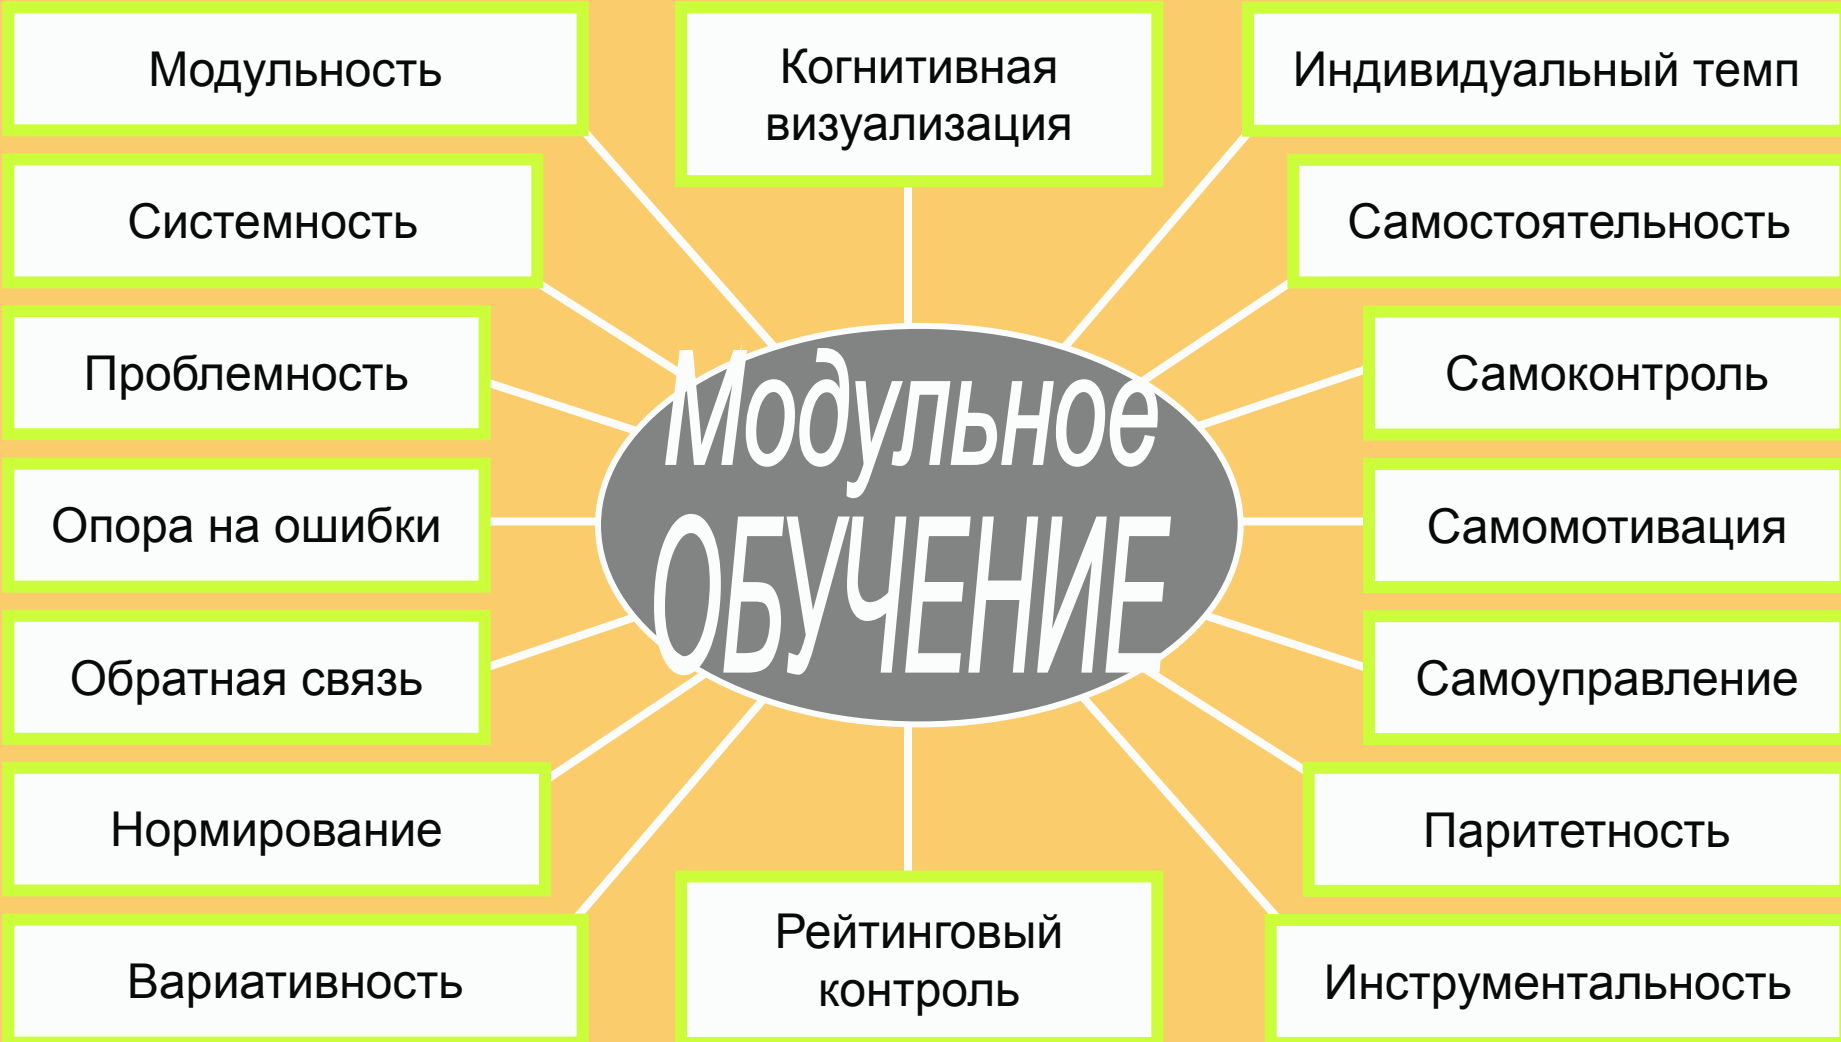 Модульность
Когнитивная
визуализация
Индивидуальный темп
Системность
Самостоятельность
Проблемность
Самоконтроль
Модульное
ОБУЧЕНИЕ
Опора на ошибки
Самомотивация
Обратная связь
Самоуправление
Нормирование
Паритетность
Вариативность
Рейтинговый
контроль
Инструментальность